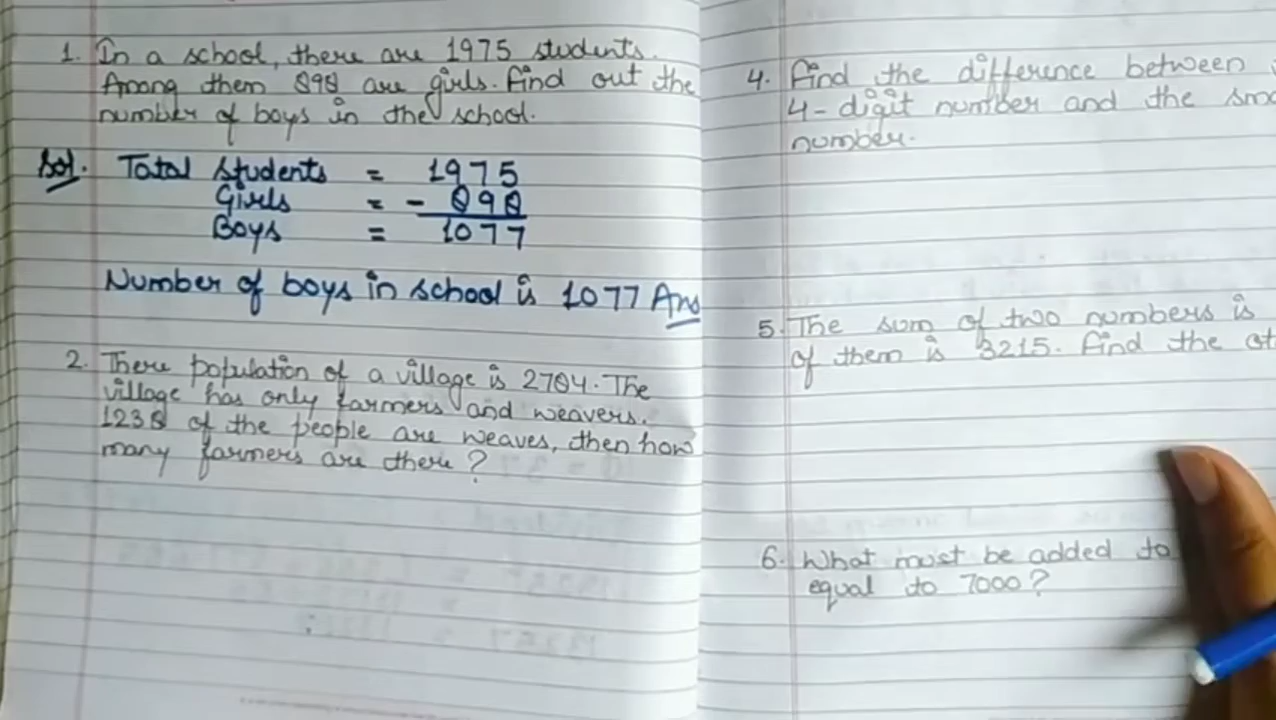 1. In a school, there are 1975 students.
Among them 898 are girls. Find out the
number of boys in the school.
Sol. Total Students = 1975
Girls = - 898
Boys = 1077
Number of boys in school is 1077 Ans
2. There population of a village is 2784. The
village has only farmers and weavers.
1238 of the people are weaves, then how
many farmers are there?
4. Find the difference between
4-digit number and the
number.
5. The sum of two numbers is
of them is 3215. Find the
6. What must be added to
equal to 7000?